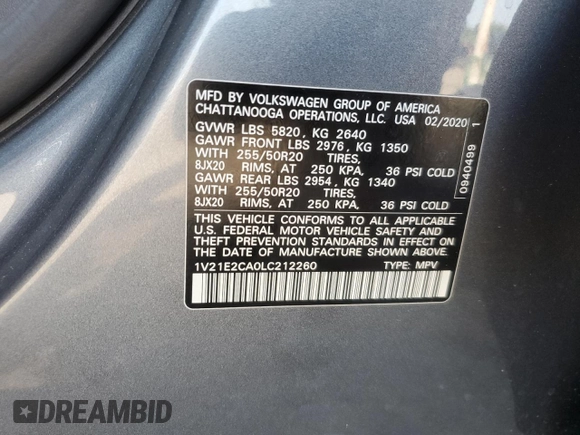 MFD BY VOLKSWAGEN GROUP OF AMERICA
CHATTANOOGA OPERATIONS, LLC. USA 02/2020
GVWR LBS 5820, KG 2640
GAWR FRONT LBS 2976, KG 1350
WITH 255/50R20 TIRES,
8JX20 RIMS, AT 250 KPA, 36 PSI COLD
GAWR REAR LBS 2954, KG 1340
WITH 255/50R20 TIRES,
8JX20 RIMS, AT 250 KPA, 36 PSI COLD
THIS VEHICLE CONFORMS TO ALL APPLICABLE
U.S. FEDERAL MOTOR VEHICLE SAFETY AND
THEFT PREVENTION STANDARDS IN EFFECT ON
THE DATE OF MANUFACTURE SHOWN ABOVE.
1V21E2CA0LC212260 TYPE: MPV
0940499 1
DREAMBID